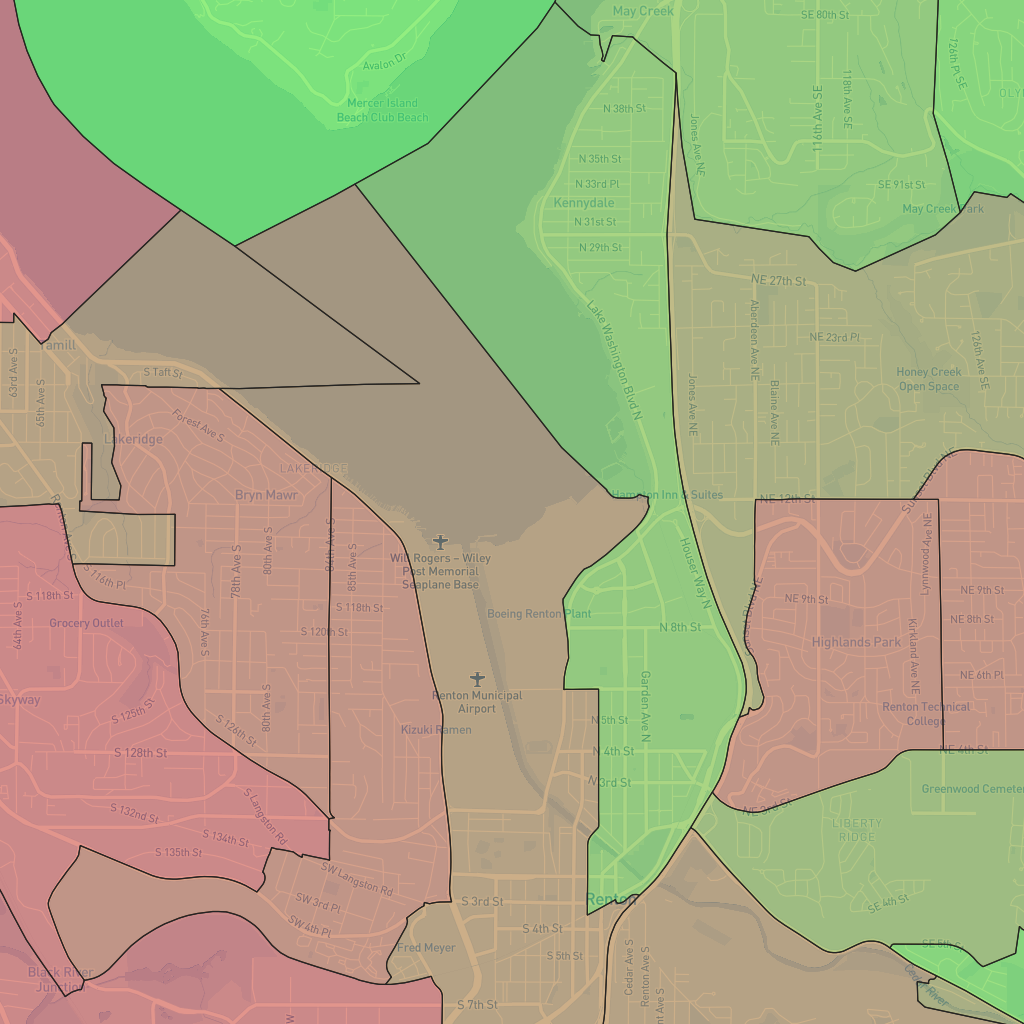 May Creek
SE 80th St
126th Pl SE
Avalon Dr
118th Ave SE
116th Ave SE
Mercer Island
Beach Club Beach
N 38th St
Jones Ave NE
N 35th St
N 33rd Pl
SE 91st St
Kennydale
May Creek Park
N 31st St
N 29th St
NE 27th St
Lake Washington Blvd N
Aberdeen Ave NE
NE 23rd Pl
126th Ave SE
63rd Ave S
S Taft St
65th Ave S
Honey Creek
Open Space
Jones Ave NE
Blaine Ave NE
Forest Ave S
Lakeridge
LAKERIDGE
Bryn Mawr
Hampton Inn & Suites
NE 12th St
84th Ave S
80th Ave S
78th Ave S
85th Ave S
Will Rogers – Wiley
Post Memorial
Seaplane Base
Houser Way N
Lynnwood Ave NE
S 116th Pl
S 118th St
S 118th St
64th Ave S
76th Ave S
Grocery Outlet
S 120th St
Boeing Renton Plant
N 8th St
NE 9th St
NE 9th St
NE 8th St
Highlands Park
Kirkland Ave NE
NE 6th Pl
Skyway
S 125th St
80th Ave S
S 126th St
Renton Municipal
Airport
Garden Ave N
Renton Technical
College
Kizuki Ramen
N 5th St
N 4th St
NE 4th St
S 128th St
N 3rd St
NE 3rd St
Greenwood Cemetery
S Langston Rd
S 132nd St
S 134th St
S 135th St
LIBERTY
RIDGE
SW Langston Rd
SW 3rd Pl
SW 4th Pl
S 3rd St
Renton
SE 4th St
S 4th St
Fred Meyer
S 5th St
SE 5th St
Cedar Ave S
Renton Ave S
Black River
Junction
Cedar River
S 7th St